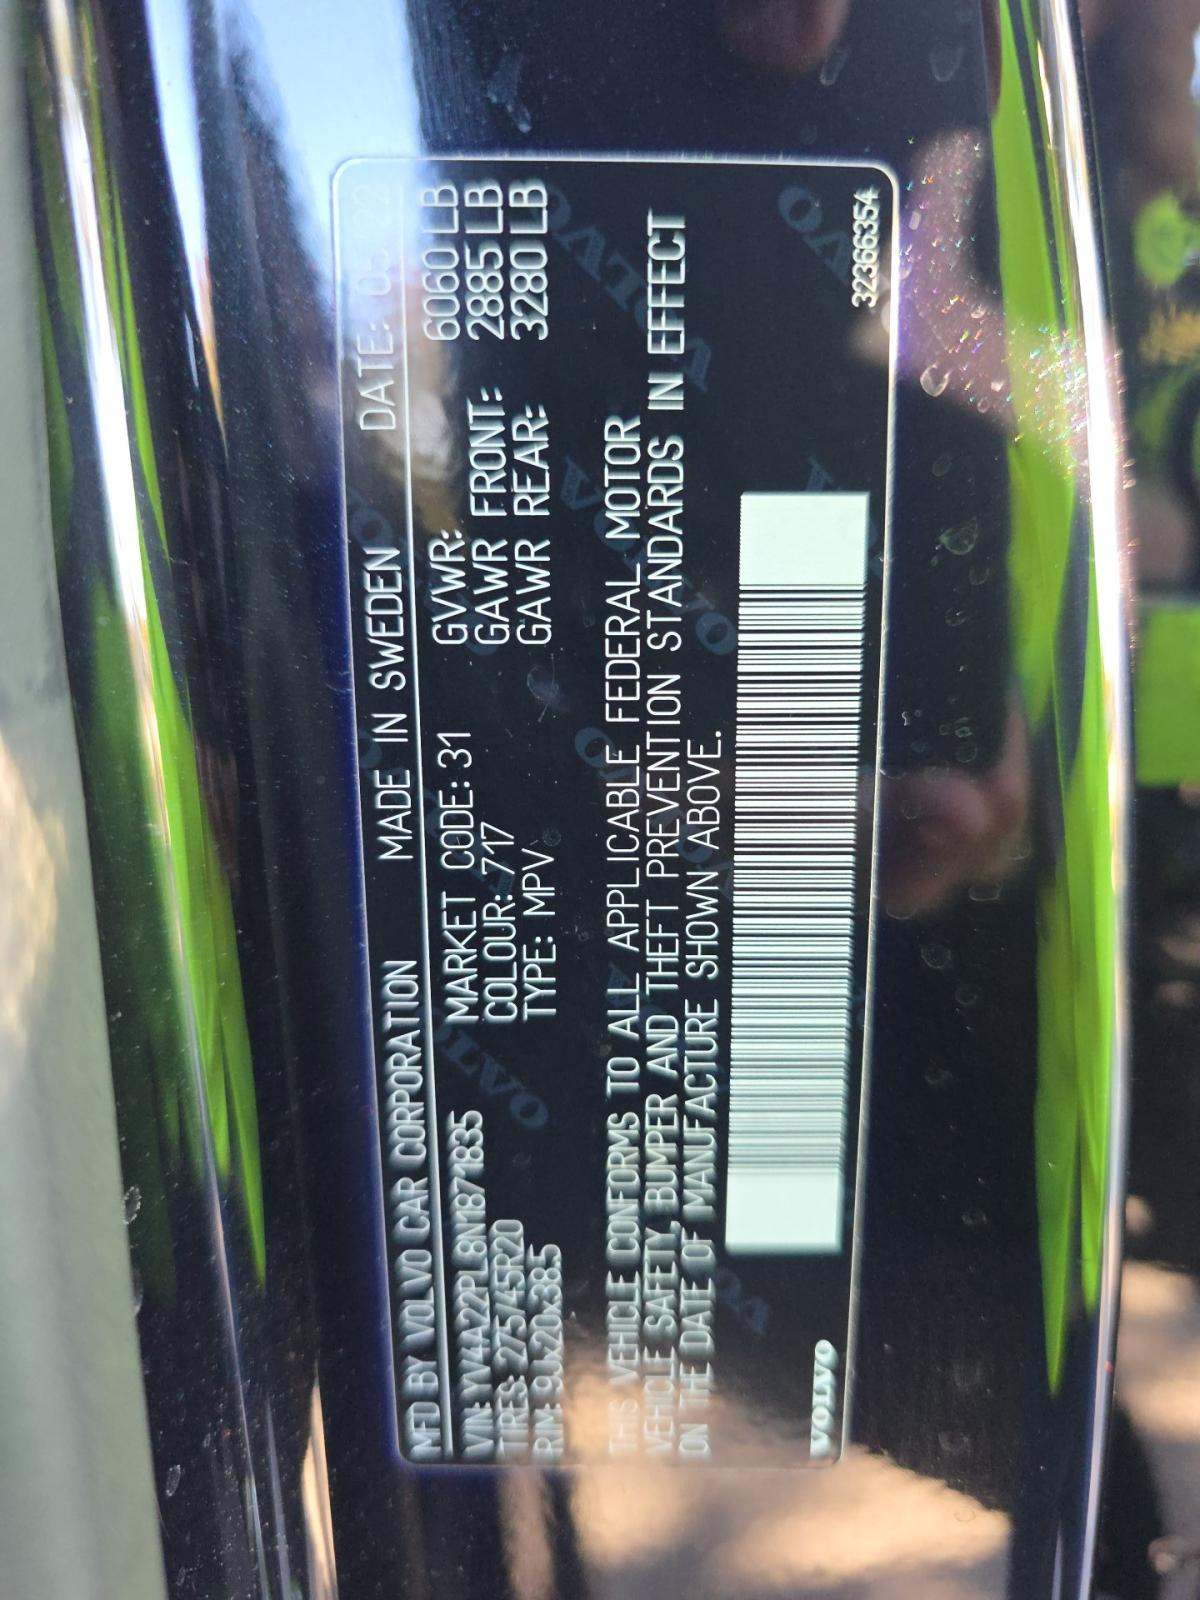 MFD BY VOLVO CAR CORPORATION MADE IN SWEDEN DATE:
VIN: YV4A22PL8N1871835 MARKET CODE: 31 GVWR: 6060 LB
TIRES: 275/45R20 COLOUR: 717 GAWR FRONT: 2885 LB
RIM: 9Jx20x38.5 TYPE: MPV GAWR REAR: 3280 LB
THIS VEHICLE CONFORMS TO ALL APPLICABLE FEDERAL MOTOR
VEHICLE SAFETY, BUMPER AND THEFT PREVENTION STANDARDS IN EFFECT
ON THE DATE OF MANUFACTURE SHOWN ABOVE.
VOLVO 32366354